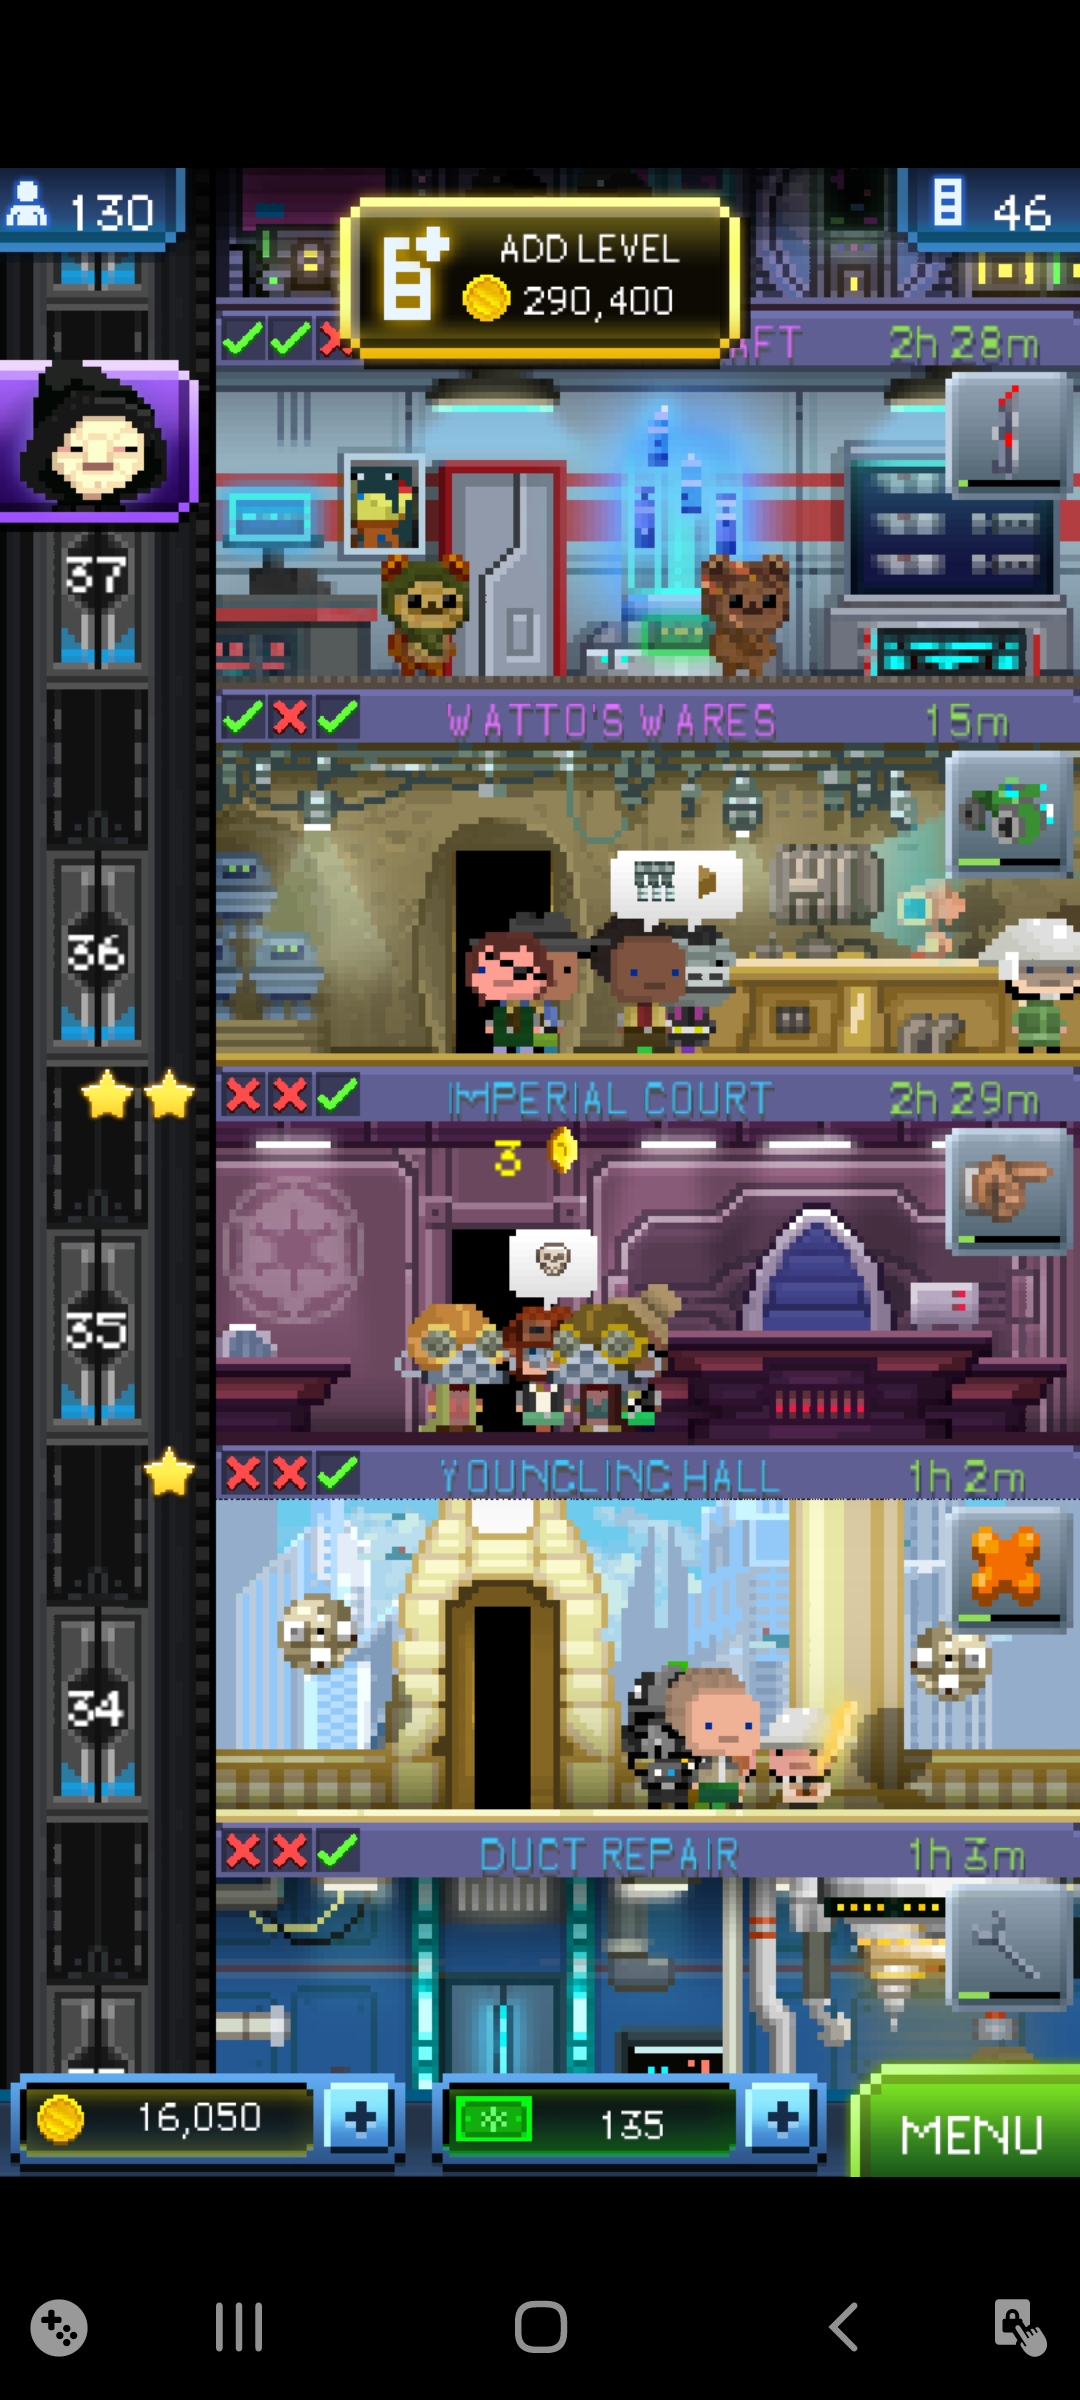 130
ADD LEVEL
290,400
46
AFT
2h 28m
37
WATTO'S WARES
15m
36
IMPERIAL COURT
2h 29m
3
35
YOUNGLING HALL
1h 2m
34
DUCT REPAIR
1h 3m
16,050
135
MENU